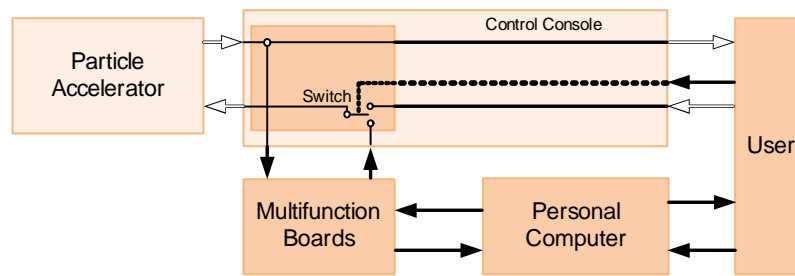 Control Console
Particle
Accelerator
Switch
User
Multifunction
Boards
Personal
Computer